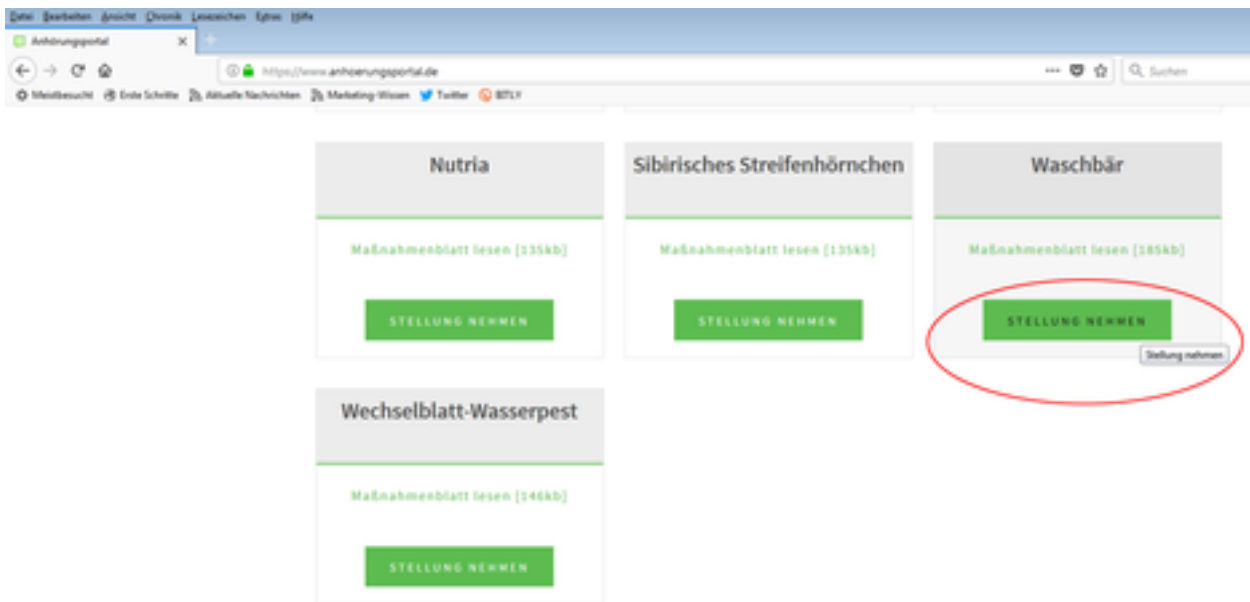 Datei Bearbeiten Ansicht Chronik Lesezeichen Extras Hilfe
Anhörungsportal
https://www.anhoerungsportal.de
Suchen
Meistbesucht Erste Schritte Aktuelle Nachrichten Marketing-Wissen Twitter BITLY
Nutria
Sibirisches Streifenhörnchen
Waschbär
Maßnahmenblatt lesen [135kb]
Maßnahmenblatt lesen [135kb]
Maßnahmenblatt lesen [185kb]
STELLUNG NEHMEN
STELLUNG NEHMEN
STELLUNG NEHMEN
Stellung nehmen
Wechselblatt-Wasserpest
Maßnahmenblatt lesen [146kb]
STELLUNG NEHMEN